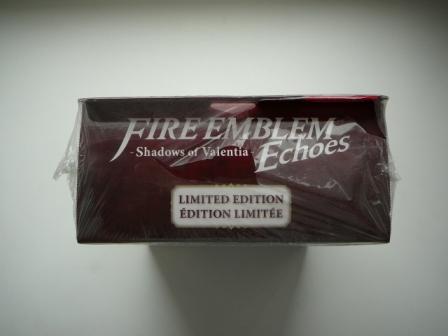 FIRE EMBLEM
- Shadows of Valentia -
Echoes
LIMITED EDITION
ÉDITION LIMITÉE